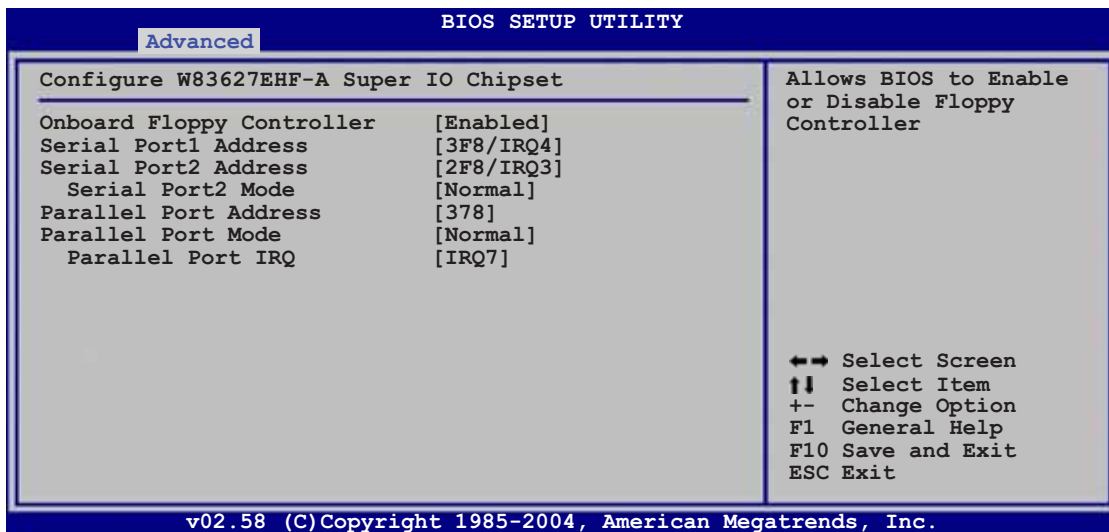 BIOS SETUP UTILITY
Advanced
Configure W83627EHF-A Super IO Chipset
Onboard Floppy Controller [Enabled]
Serial Port1 Address [3F8/IRQ4]
Serial Port2 Address [2F8/IRQ3]
Serial Port2 Mode [Normal]
Parallel Port Address [378]
Parallel Port Mode [Normal]
Parallel Port IRQ [IRQ7]
Allows BIOS to Enable
or Disable Floppy
Controller
←→ Select Screen
↑↓ Select Item
+- Change Option
F1 General Help
F10 Save and Exit
ESC Exit
v02.58 (C)Copyright 1985-2004, American Megatrends, Inc.